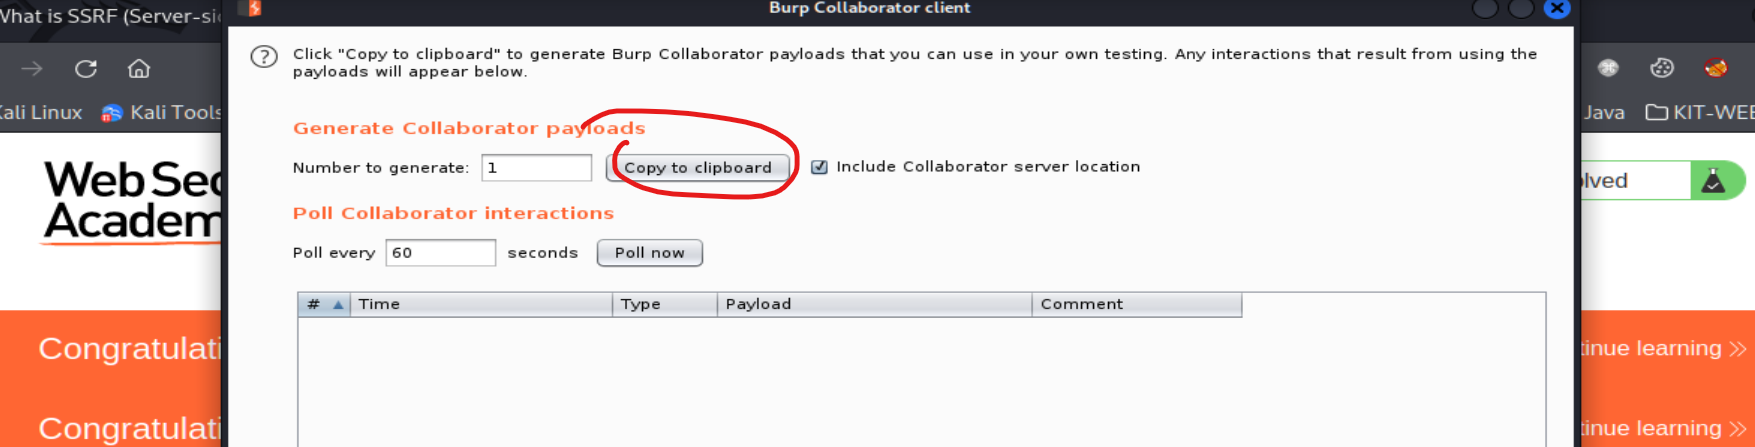 What is SSRF (Server-si
Burp Collaborator client
Click "Copy to clipboard" to generate Burp Collaborator payloads that you can use in your own testing. Any interactions that result from using the
payloads will appear below.
Kali Linux
Kali Tools
Java
KIT-WEB
Generate Collaborator payloads
Number to generate: 1 Copy to clipboard Include Collaborator server location
Web Sec
Academ
lved
Poll Collaborator interactions
Poll every 60 seconds Poll now
# Time Type Payload Comment
Congratulati
tinue learning >>
Congratulati
tinue learning >>